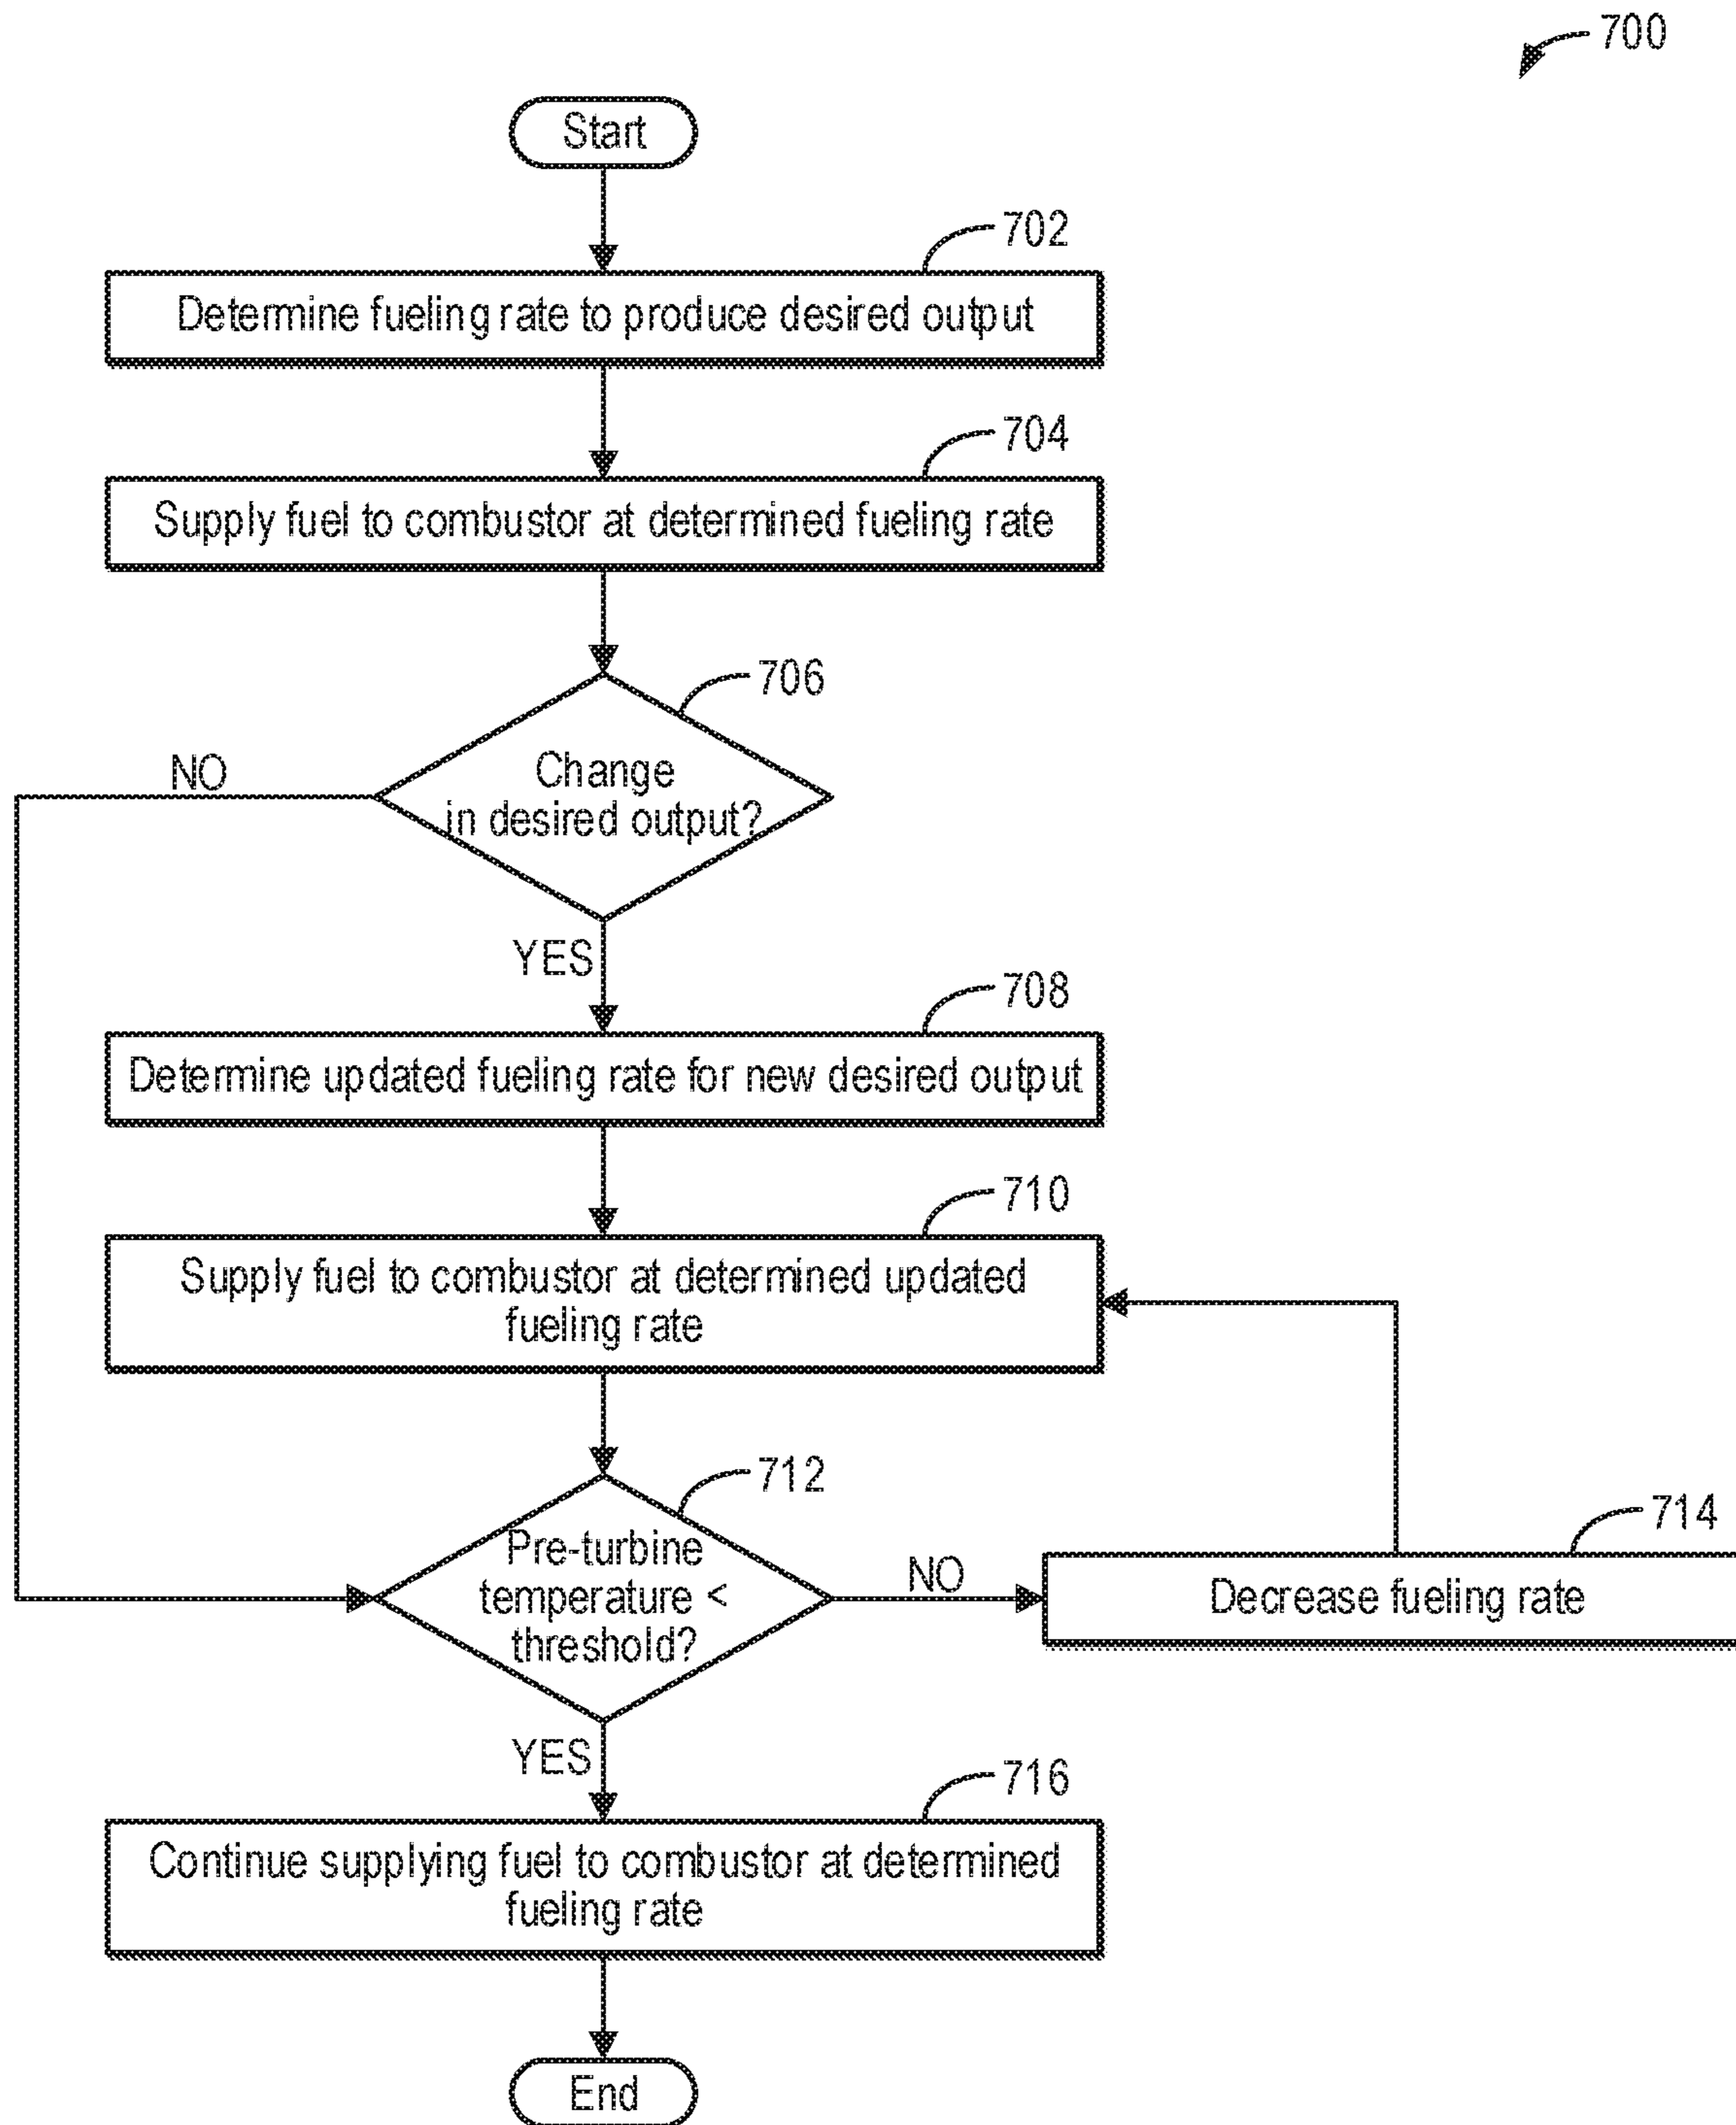 700
Start
702
Determine fueling rate to produce desired output
704
Supply fuel to combustor at determined fueling rate
706
Change
in desired output?
NO
YES
708
Determine updated fueling rate for new desired output
710
Supply fuel to combustor at determined updated
fueling rate
712
Pre-turbine
temperature <
threshold?
NO
714
Decrease fueling rate
YES
716
Continue supplying fuel to combustor at determined
fueling rate
End